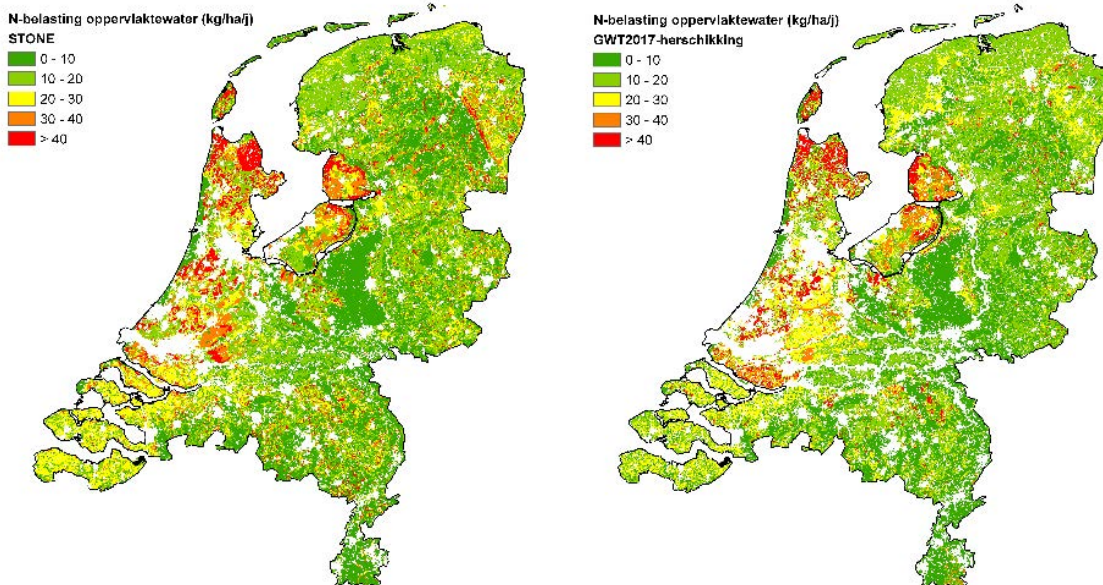 N-belasting oppervlaktewater (kg/ha/j)
STONE
0 - 10
10 - 20
20 - 30
30 - 40
> 40
N-belasting oppervlaktewater (kg/ha/j)
GWT2017-herschikking
0 - 10
10 - 20
20 - 30
30 - 40
> 40